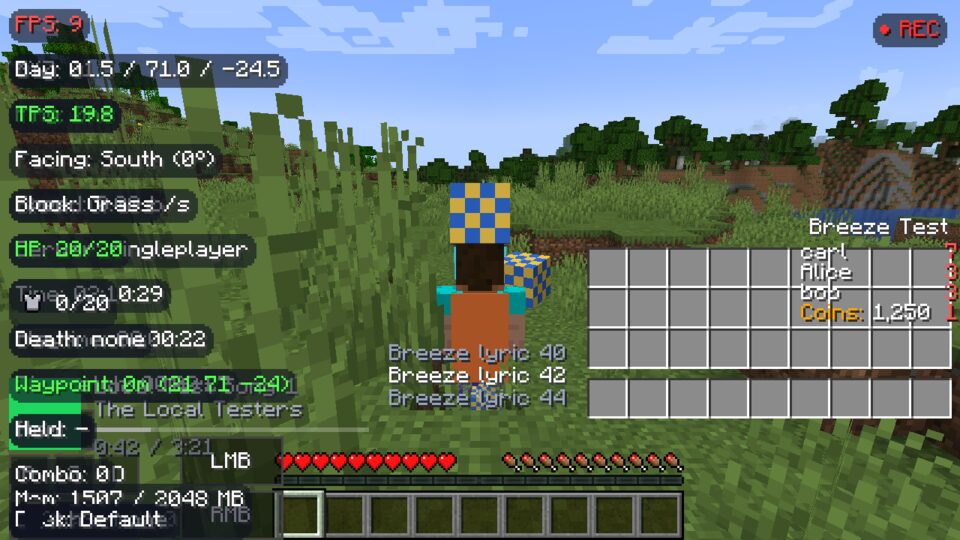 FPS: 9
REC
Day: 01.5 / 71.0 / -24.5
TPS: 19.8
Facing: South (0°)
Block: Grass /s
Breeze Test
HP: 20/20 ingleplayer
carl 7
Alice 3
bob 3
Coins: 1,250 1
0/20 0:29
Death: none 00:22
Breeze lyric 40
Breeze lyric 42
Breeze lyric 44
Waypoint: 0m (21 71 -24)
The Local Testers
Held: -
0:42 / 3:21
LMB
Combo: 0
Mem: 1507 / 2048 MB
RMB
Default